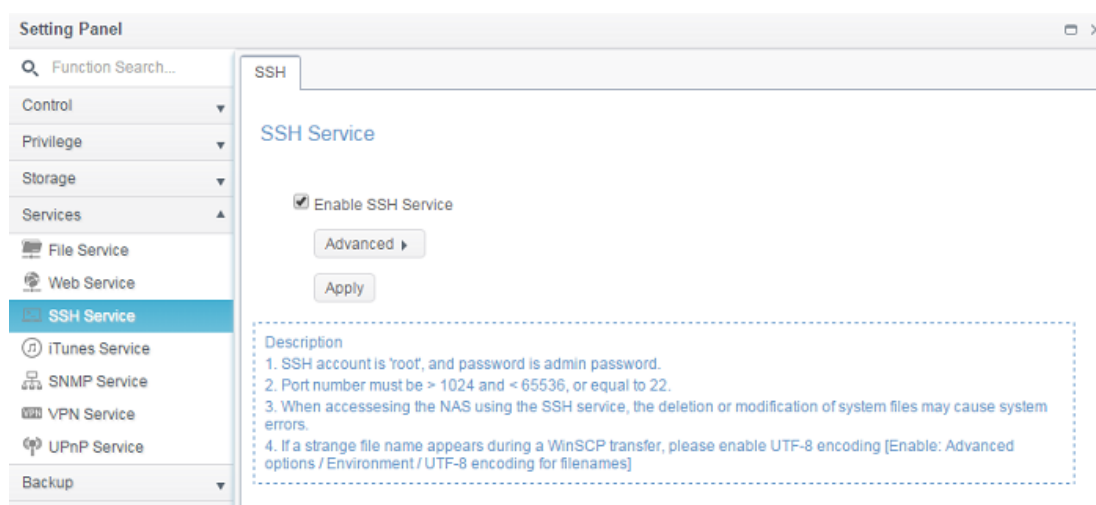 Setting Panel
Function Search...
Control
Privilege
Storage
Services
File Service
Web Service
SSH Service
iTunes Service
SNMP Service
VPN Service
UPnP Service
Backup
SSH
SSH Service
Enable SSH Service
Advanced
Apply
Description
1. SSH account is 'root', and password is admin password.
2. Port number must be > 1024 and < 65536, or equal to 22.
3. When accessesing the NAS using the SSH service, the deletion or modification of system files may cause system
errors.
4. If a strange file name appears during a WinSCP transfer, please enable UTF-8 encoding [Enable: Advanced
options / Environment / UTF-8 encoding for filenames]